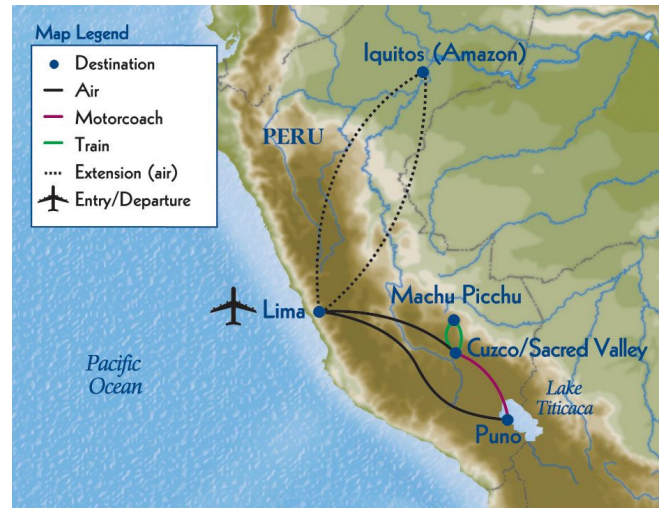 Map Legend
Destination
Air
Motorcoach
Train
Extension (air)
Entry/Departure
Iquitos (Amazon)
PERU
Lima
Machu Picchu
Cuzco/Sacred Valley
Pacific
Ocean
Lake
Titicaca
Puno